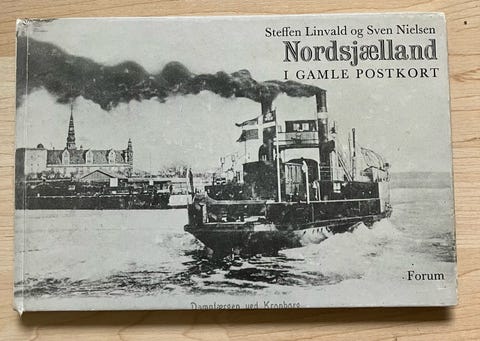 Steffen Linvald og Sven Nielsen
Nordsjælland
I GAMLE POSTKORT
Forum
Dampfærgen ved Kronborg